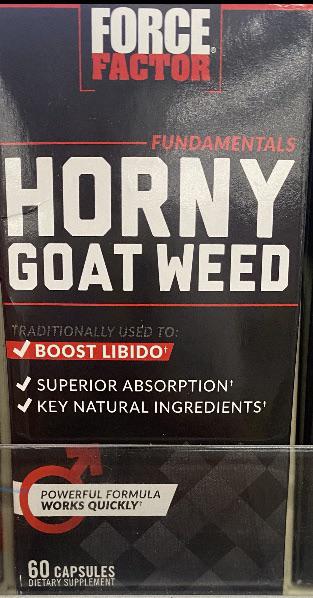 FORCE
FACTOR®
FUNDAMENTALS
HORNY
GOAT WEED
TRADITIONALLY USED TO:
✓ BOOST LIBIDO†
✓ SUPERIOR ABSORPTION†
✓ KEY NATURAL INGREDIENTS†
POWERFUL FORMULA
WORKS QUICKLY†
60 CAPSULES
DIETARY SUPPLEMENT